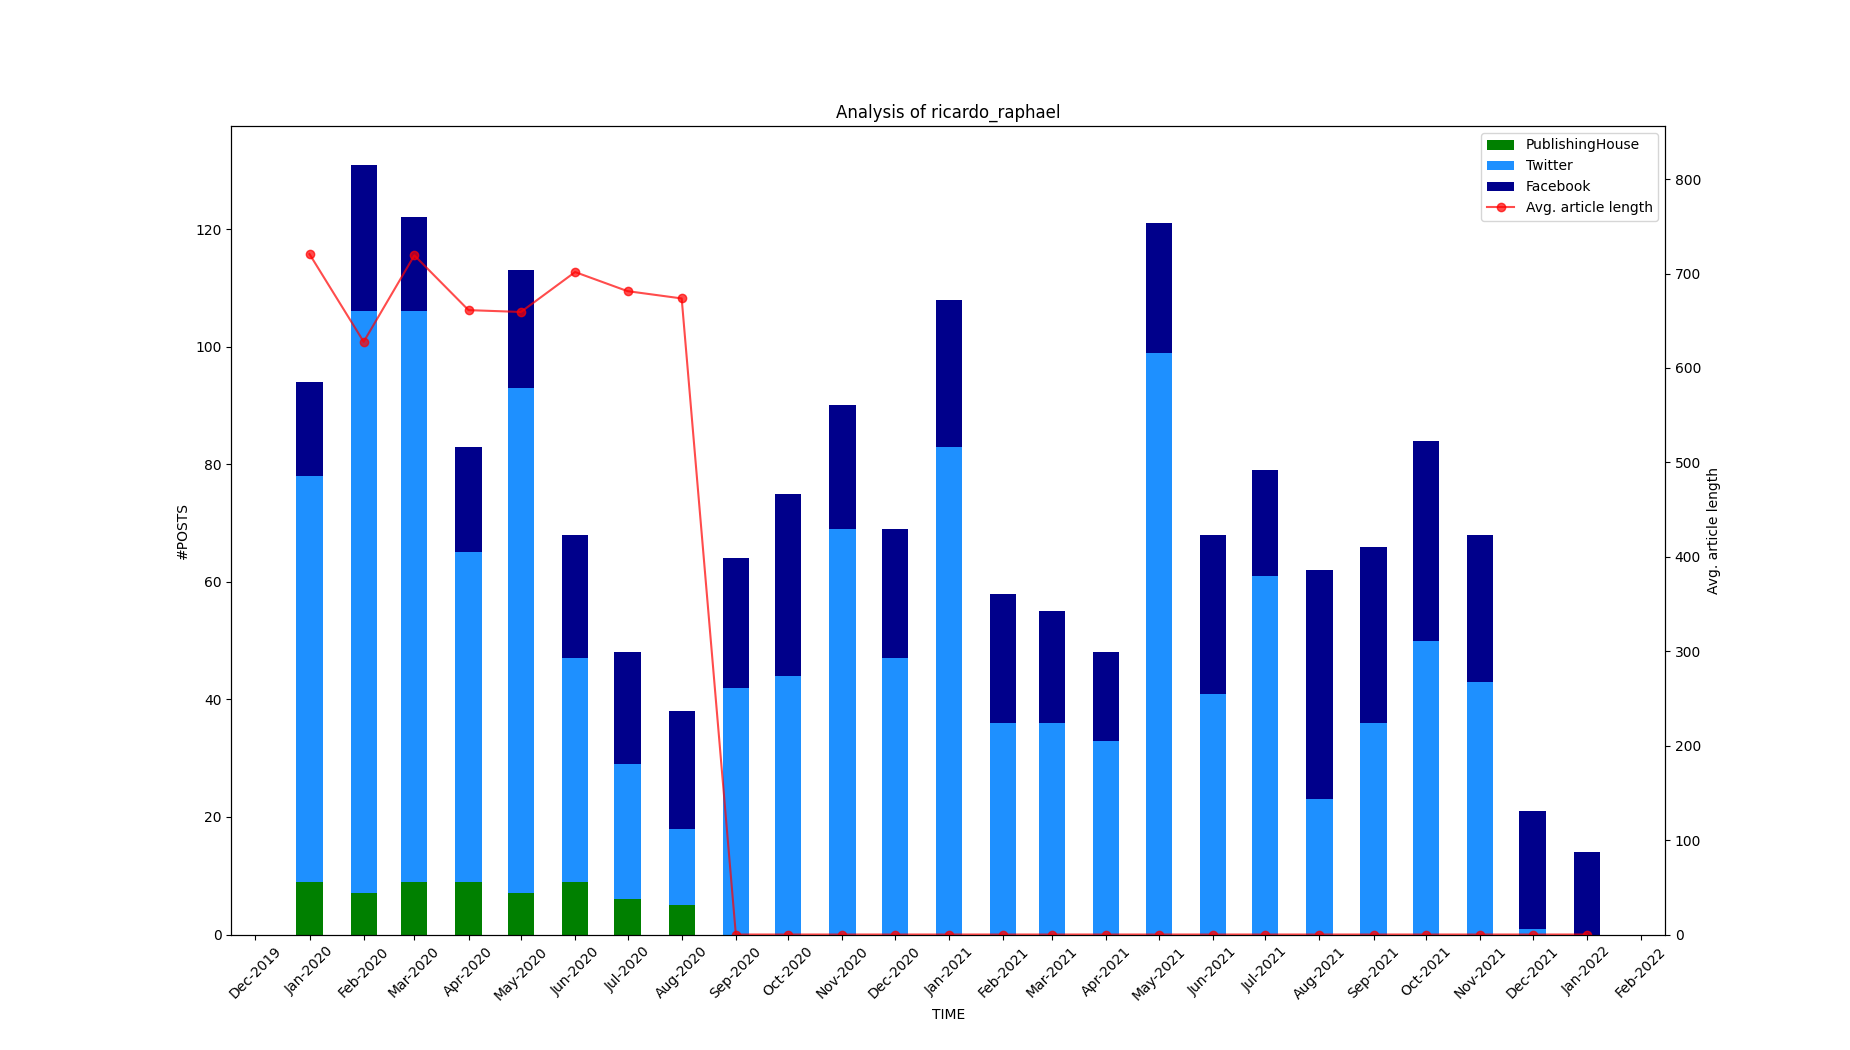 Analysis of ricardo_raphael
PublishingHouse
Twitter
Facebook
Avg. article length
#POSTS
120
100
80
60
40
20
0
800
700
600
500
400
300
200
100
0
Avg. article length
Dec-2019
Jan-2020
Feb-2020
Mar-2020
Apr-2020
May-2020
Jun-2020
Jul-2020
Aug-2020
Sep-2020
Oct-2020
Nov-2020
Dec-2020
Jan-2021
Feb-2021
Mar-2021
Apr-2021
May-2021
Jun-2021
Jul-2021
Aug-2021
Sep-2021
Oct-2021
Nov-2021
Dec-2021
Jan-2022
Feb-2022
TIME